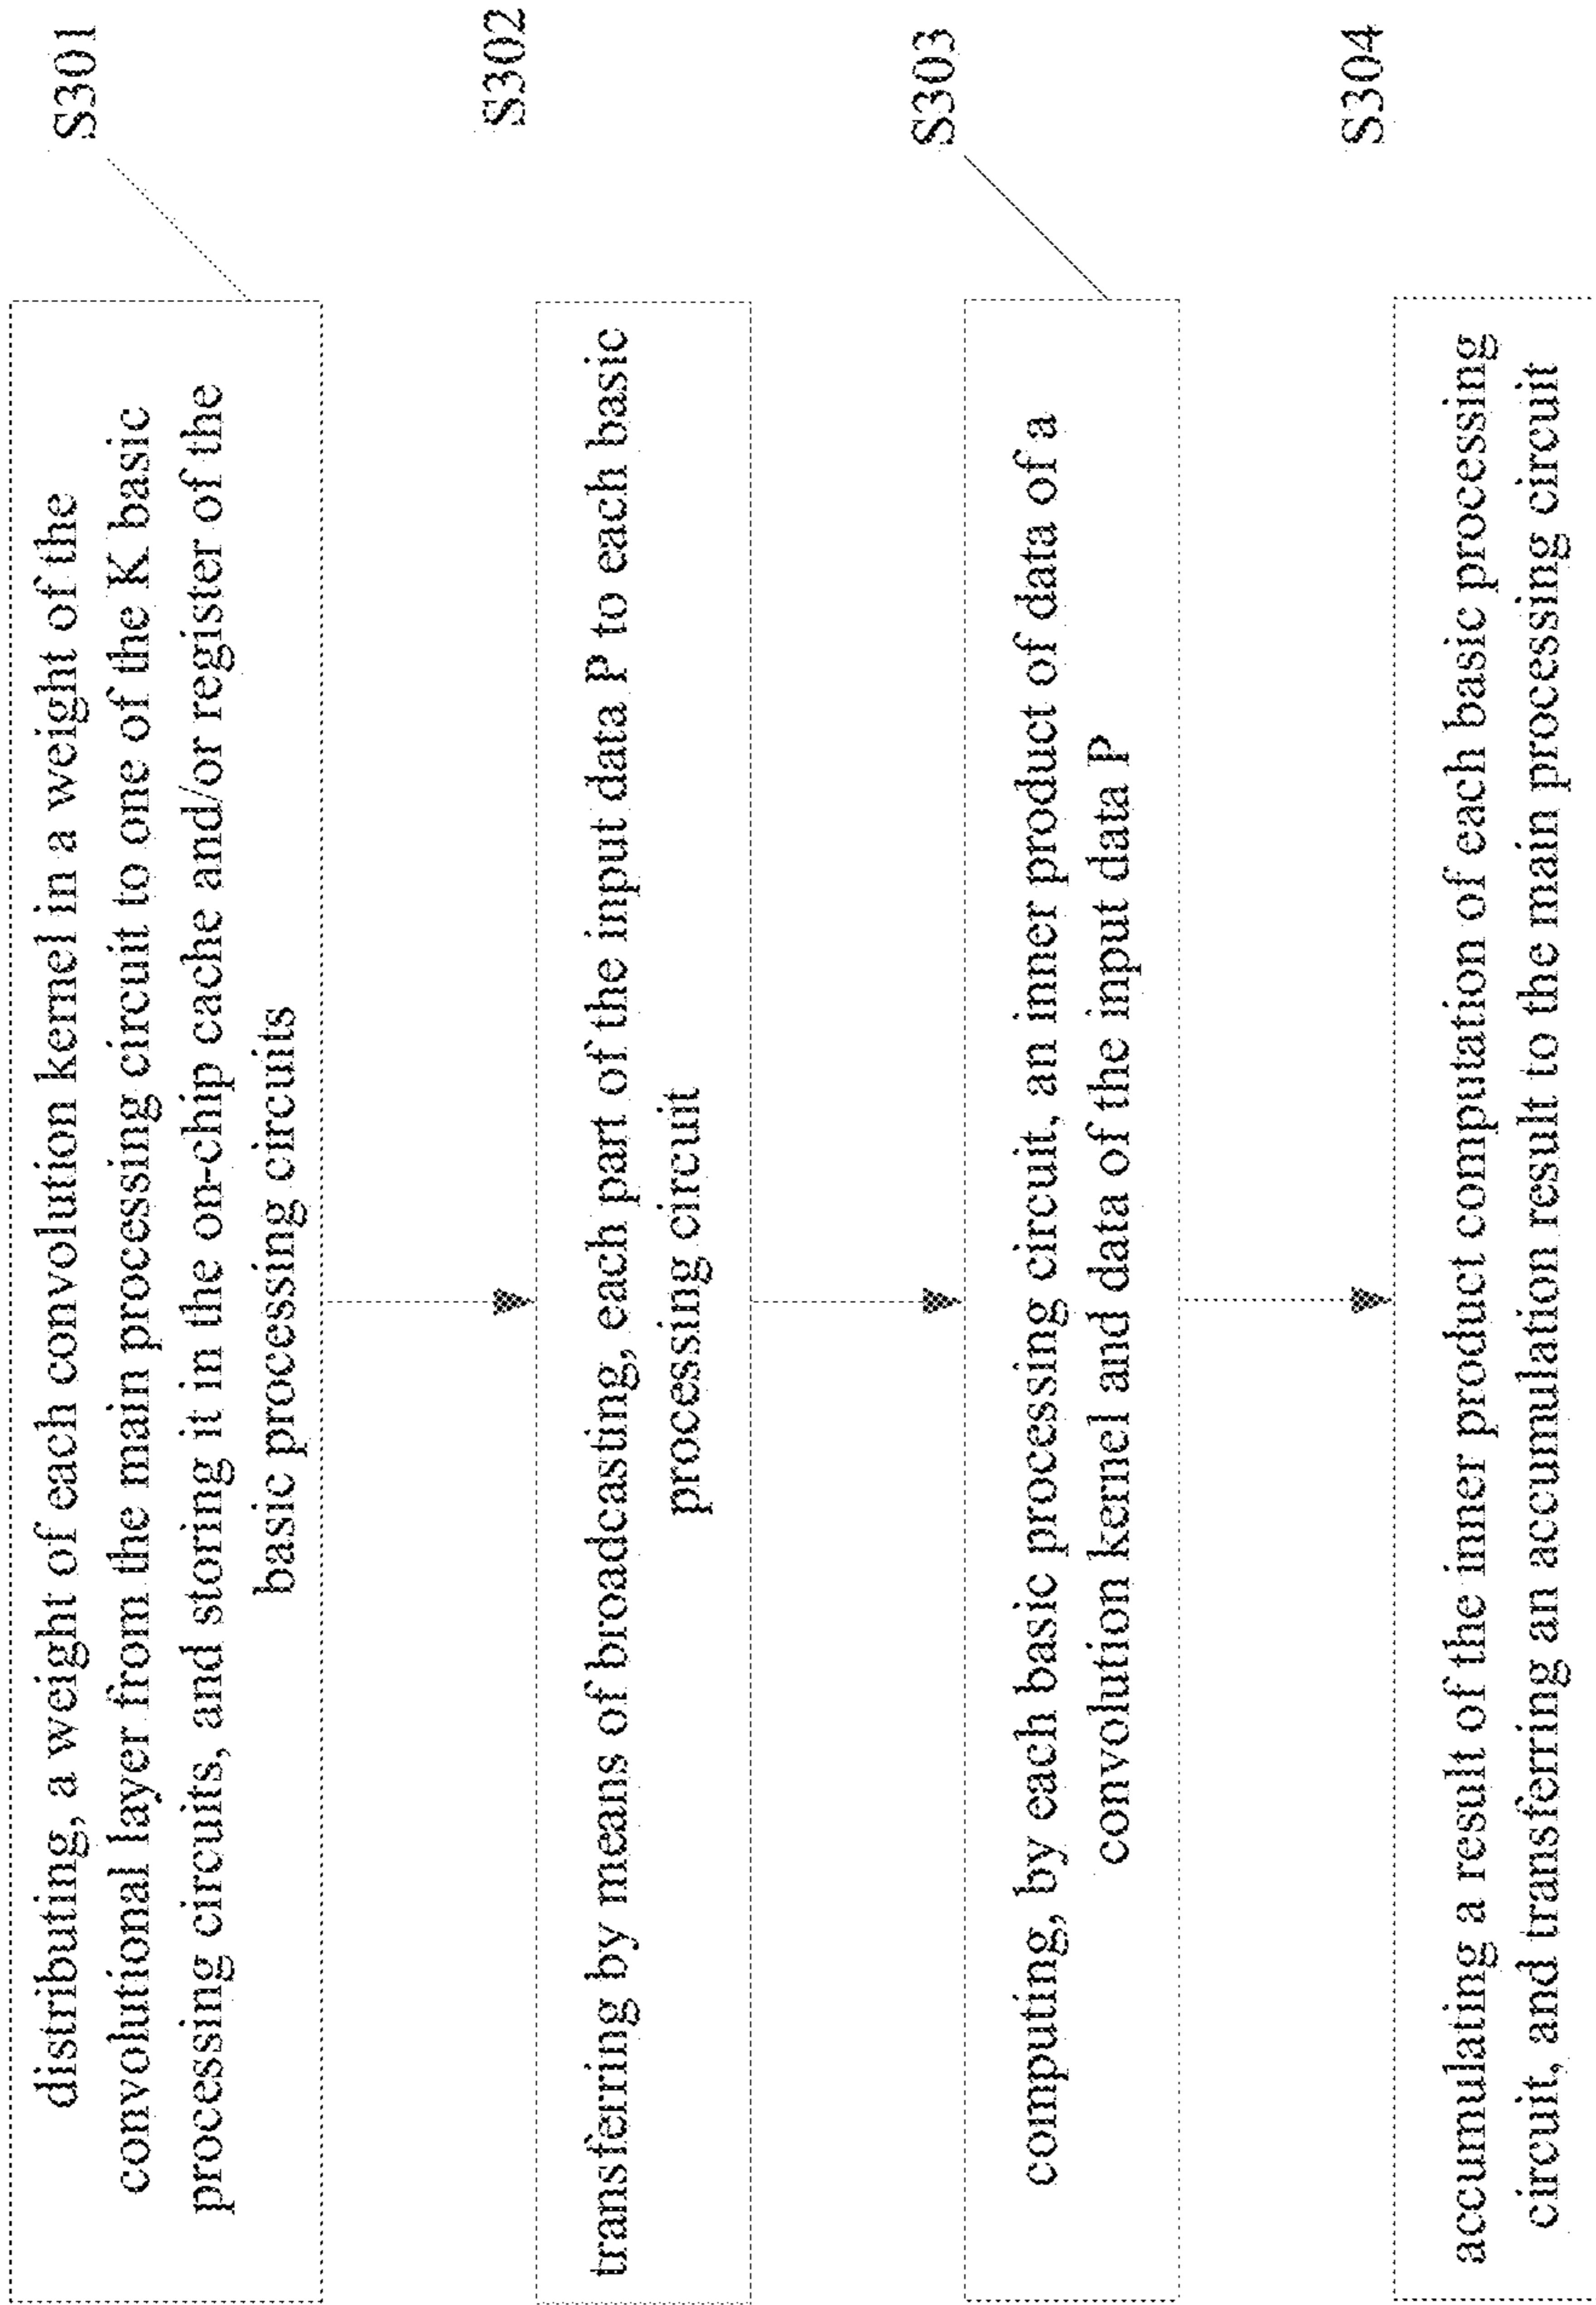 distributing, a weight of each convolution kernel in a weight of the
convolutional layer from the main processing circuit to one of the K basic
processing circuits, and storing it in the on-chip cache and/or register of the
basic processing circuits
S301
transferring by means of broadcasting, each part of the input data P to each basic
processing circuit
S302
computing, by each basic processing circuit, an inner product of data of a
convolution kernel and data of the input data P
S303
accumulating a result of the inner product computation of each basic processing
circuit, and transferring an accumulation result to the main processing circuit
S304